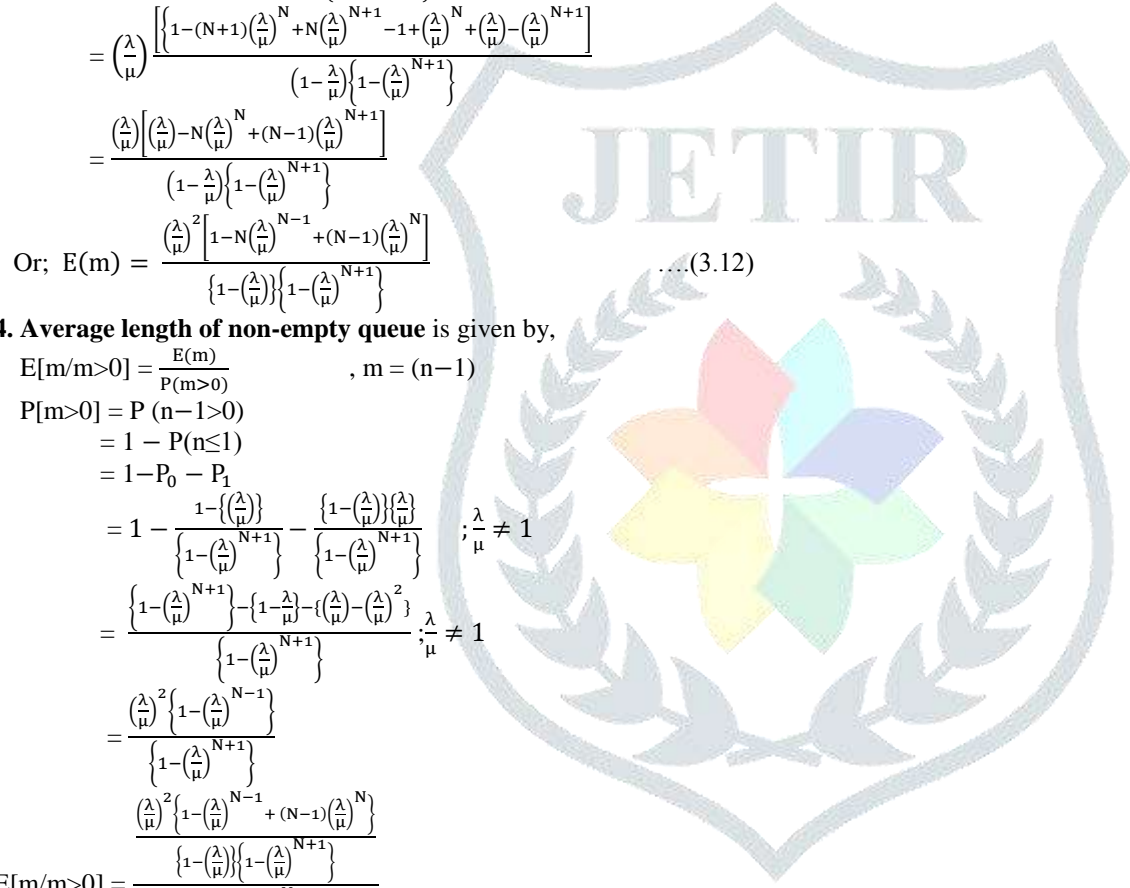 = (λ/μ) [{1−(N+1)(λ/μ)^N +N(λ/μ)^{N+1} −1+(λ/μ)^N +(λ/μ)−(λ/μ)^{N+1}] / (1−λ/μ){1−(λ/μ)^{N+1}}
= (λ/μ)[(λ/μ)−N(λ/μ)^N +(N−1)(λ/μ)^{N+1}] / (1−λ/μ){1−(λ/μ)^{N+1}}
Or; E(m) = (λ/μ)^2 [1−N(λ/μ)^{N−1} +(N−1)(λ/μ)^N] / {1−(λ/μ)}{1−(λ/μ)^{N+1}} ….(3.12)
4. Average length of non-empty queue is given by,
E[m/m>0] = E(m) / P(m>0) , m = (n−1)
P[m>0] = P (n−1>0)
= 1 − P(n≤1)
= 1−P₀ − P₁
= 1 − 1−{(λ/μ)} / {1−(λ/μ)^{N+1}} − {1−(λ/μ)}{λ/μ} / {1−(λ/μ)^{N+1}} ; λ/μ ≠ 1
= {1−(λ/μ)^{N+1}}−{1−λ/μ}−{(λ/μ)−(λ/μ)^2} / {1−(λ/μ)^{N+1}} ; λ/μ ≠ 1
= (λ/μ)^2{1−(λ/μ)^{N−1}} / {1−(λ/μ)^{N+1}}
E[m/m>0] = (λ/μ)^2{1−(λ/μ)^{N−1} + (N−1)(λ/μ)^N} / {1−(λ/μ)}{1−(λ/μ)^{N+1}}
JETIR